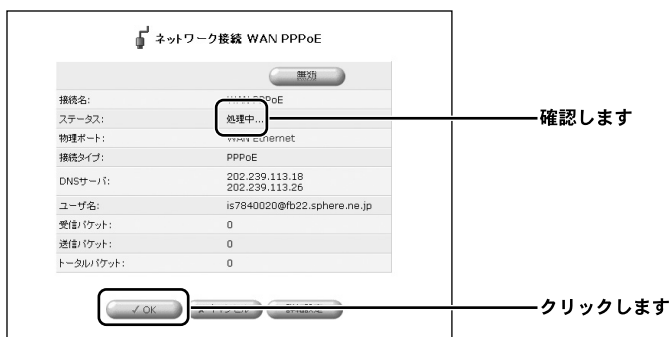 ネットワーク接続 WAN PPPoE
無効
接続名: WAN PPPoE
ステータス: 処理中...
確認します
物理ポート: WAN Ethernet
接続タイプ: PPPoE
DNSサーバ: 202.239.113.18
202.239.113.26
ユーザ名: is7840020@fb22.sphere.ne.jp
受信パケット: 0
送信パケット: 0
トータルパケット: 0
✓ OK
クリックします